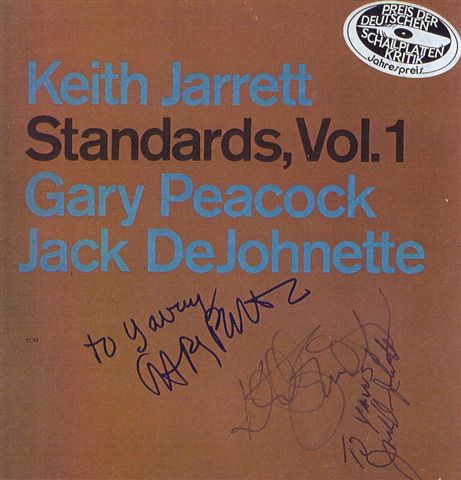 PREIS DER
DEUTSCHEN
SCHALLPLATTEN
KRITIK
Jahrespreis
Keith Jarrett
Standards, Vol. 1
Gary Peacock
Jack DeJohnette
ECM
to yavuz
GARY
TO